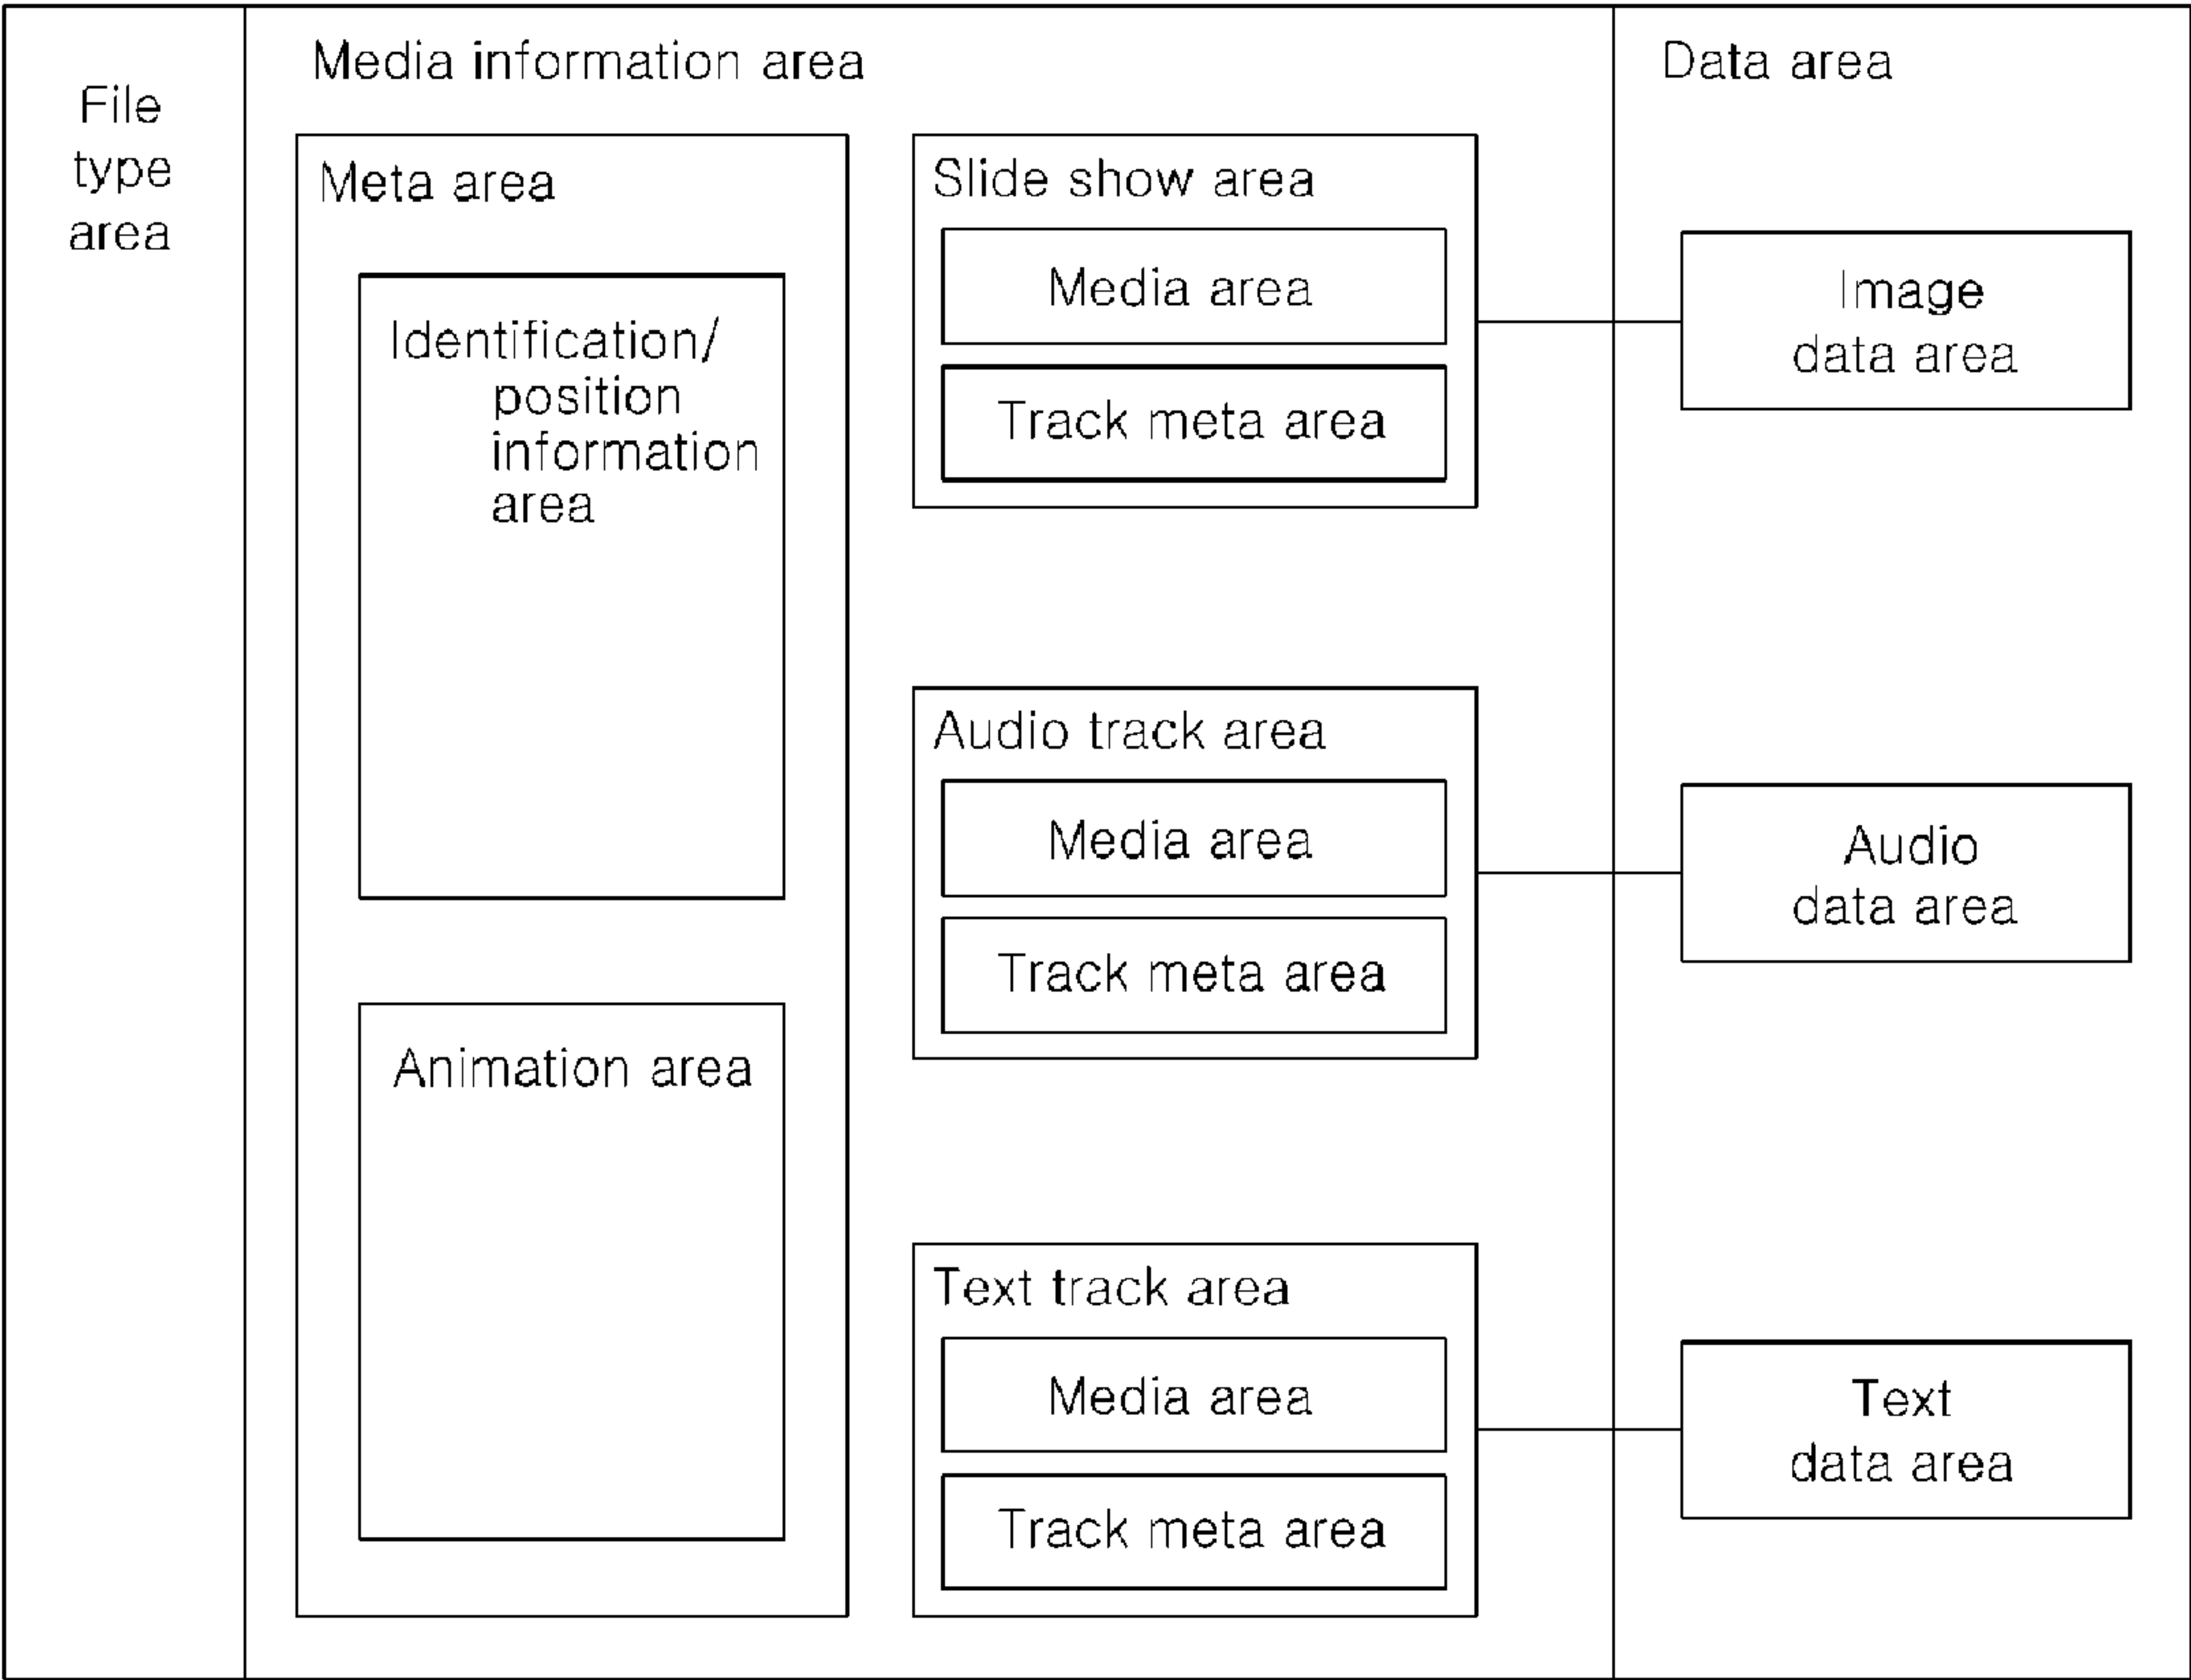 File
type
area
Media information area
Meta area
Identification/
position
information
area
Animation area
Slide show area
Media area
Track meta area
Audio track area
Media area
Track meta area
Text track area
Media area
Track meta area
Data area
Image
data area
Audio
data area
Text
data area